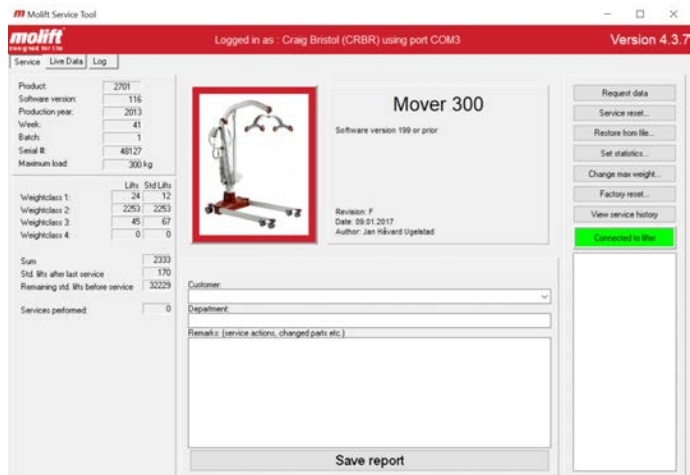 Molift Service Tool
molift
Designed for life
Logged in as : Craig Bristol (CRBR) using port COM3
Version 4.3.7
Service Live Data Log
Product: 2701
Software version: 116
Production year: 2013
Week: 41
Batch: 1
Serial #: 48127
Maximum load: 300 kg
Lifts Std Lifts
Weightclass 1: 24 12
Weightclass 2: 2253 2253
Weightclass 3: 45 67
Weightclass 4: 0 0
Sum 2333
Std. lifts after last service 170
Remaining std. lifts before service 32229
Services performed: 0
Mover 300
Software version 199 or prior
Revision: F
Date: 09.01.2017
Author: Jan Håvard Ugelstad
Customer:
Department:
Remarks: (service actions, changed parts etc.)
Save report
Request data
Service reset...
Restore from file...
Set statistics...
Change max weight...
Factory reset...
View service history
Connected to lifter